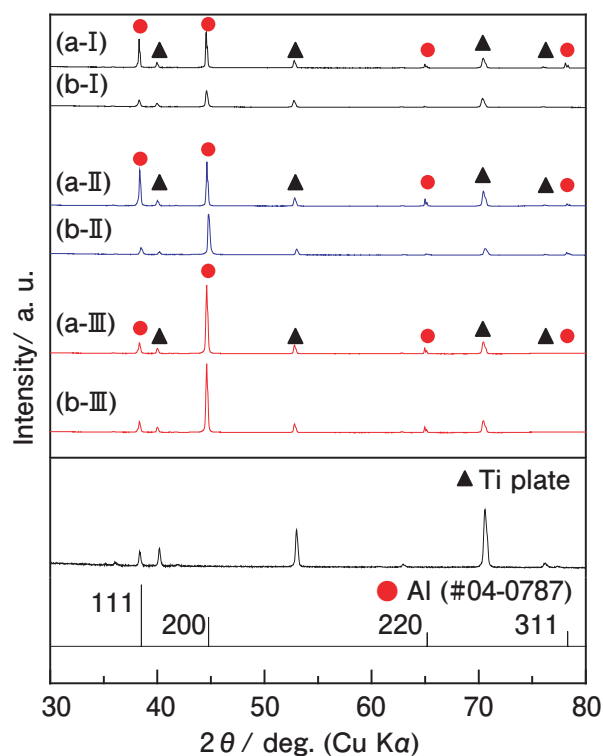 (a-Ⅰ)
(b-Ⅰ)
(a-Ⅱ)
(b-Ⅱ)
(a-Ⅲ)
(b-Ⅲ)
Intensity/ a. u.
Ti plate
Al (#04-0787)
111
200
220
311
30 40 50 60 70 80
2θ / deg. (Cu Kα)